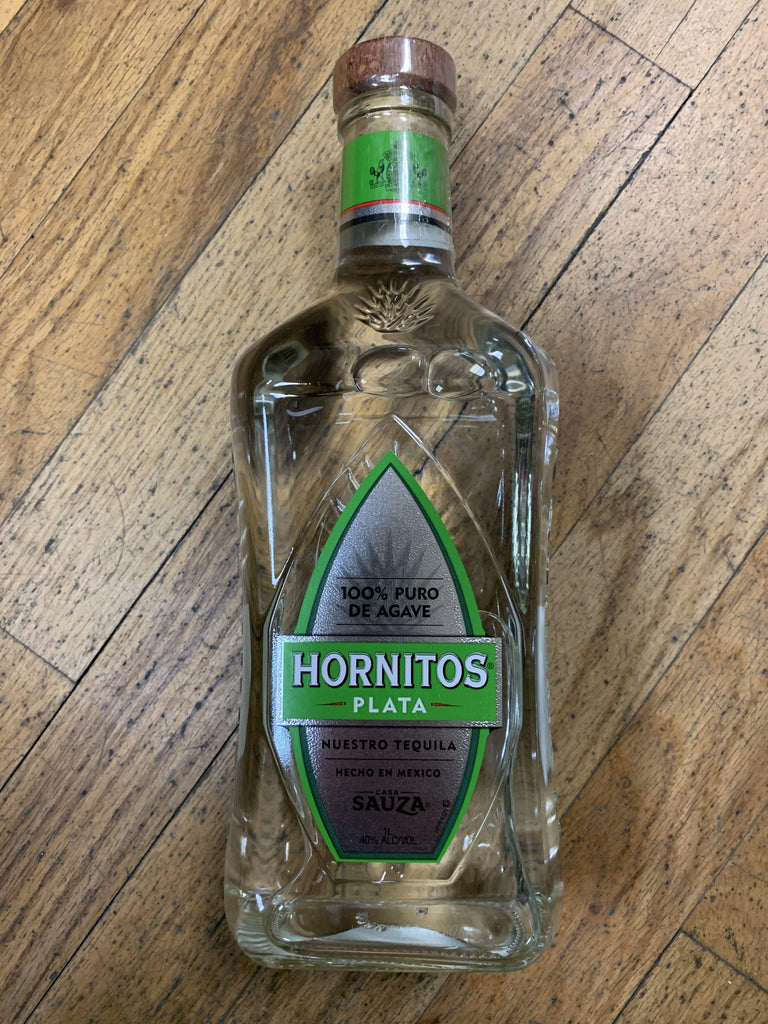 100% PURO
DE AGAVE
HORNITOS®
PLATA
NUESTRO TEQUILA
HECHO EN MEXICO
CASA
SAUZA®
1L
40% ALC/VOL